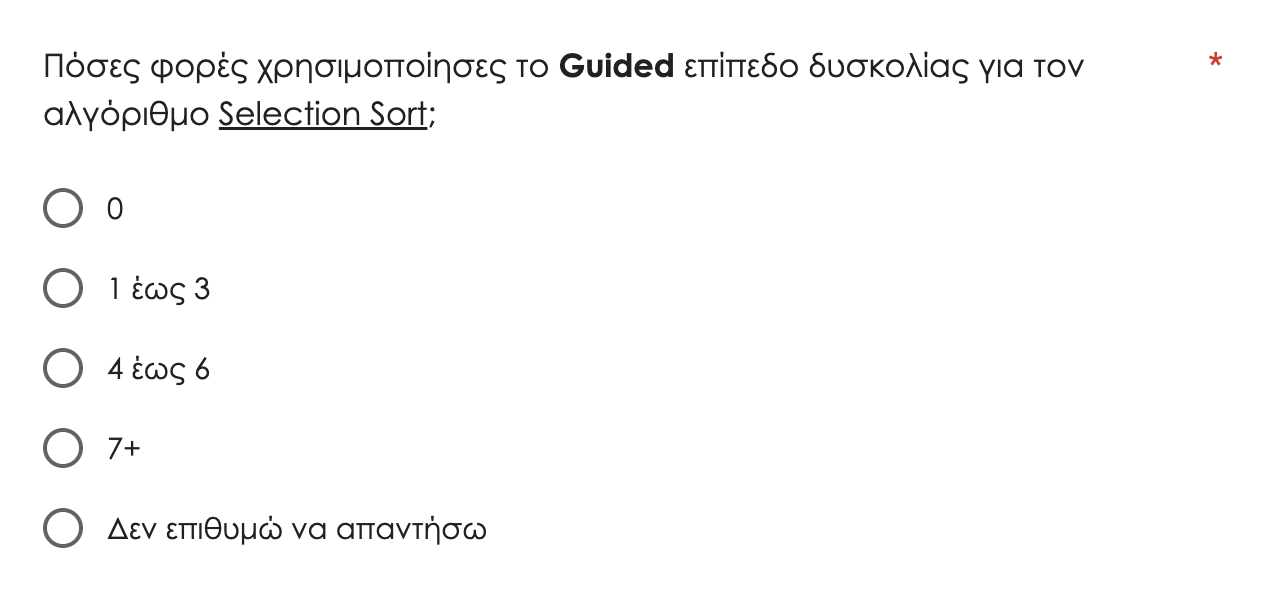 Πόσες φορές χρησιμοποίησες το Guided επίπεδο δυσκολίας για τον *
αλγόριθμο Selection Sort;
0
1 έως 3
4 έως 6
7+
Δεν επιθυμώ να απαντήσω